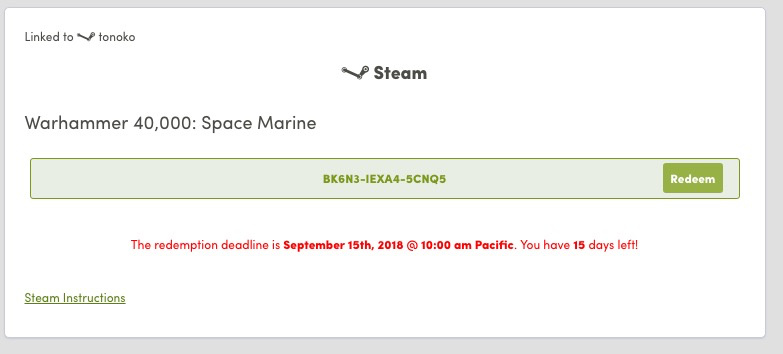 Linked to tonoko
Steam
Warhammer 40,000: Space Marine
BK6N3-IEXA4-5CNQ5 Redeem
The redemption deadline is September 15th, 2018 @ 10:00 am Pacific. You have 15 days left!
Steam Instructions